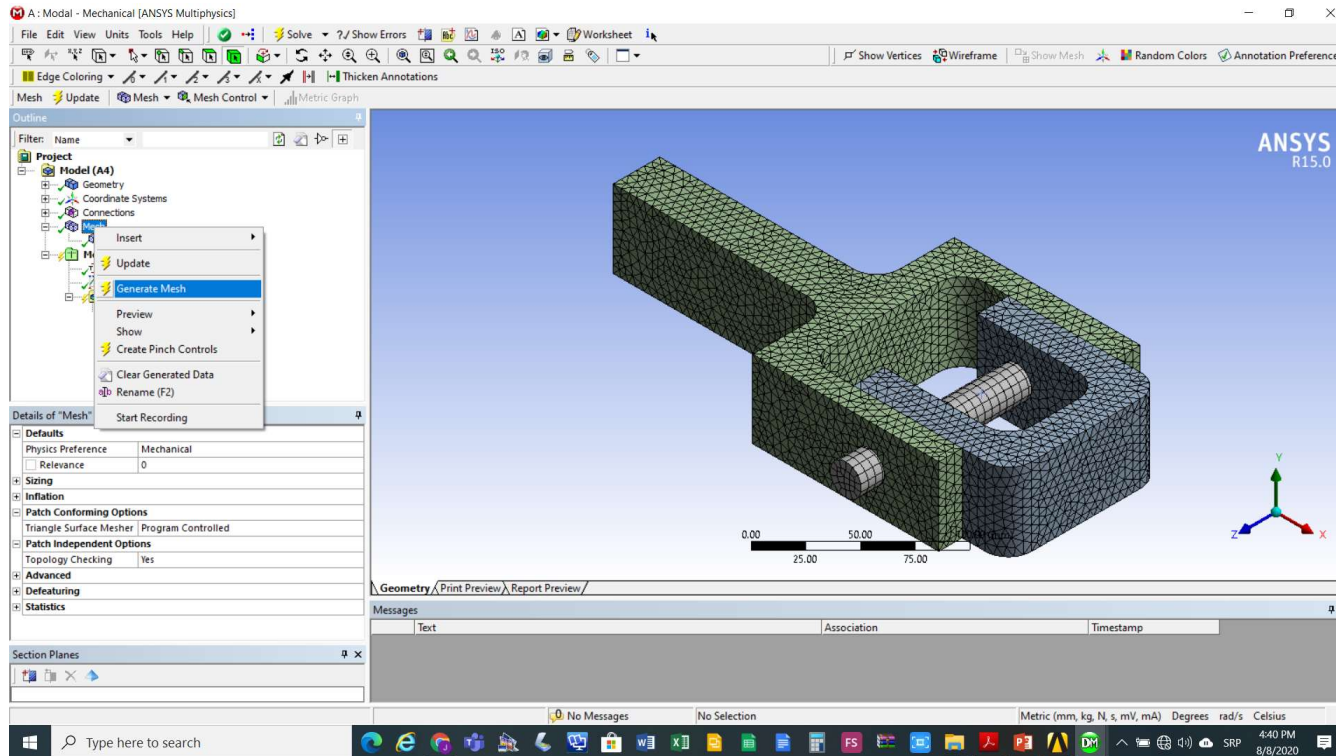 A : Modal - Mechanical [ANSYS Multiphysics]
File Edit View Units Tools Help Solve ?/ Show Errors Worksheet
Show Vertices Wireframe Show Mesh Random Colors Annotation Preference
Edge Coloring Thicken Annotations
Mesh Update Mesh Mesh Control Metric Graph
Outline
Filter: Name
Project
Model (A4)
Geometry
Coordinate Systems
Connections
Mesh
Insert
Update
Generate Mesh
Preview
Show
Create Pinch Controls
Clear Generated Data
Rename (F2)
Start Recording
Details of "Mesh"
Defaults
Physics Preference Mechanical
Relevance 0
Sizing
Inflation
Patch Conforming Options
Triangle Surface Mesher Program Controlled
Patch Independent Options
Topology Checking Yes
Advanced
Defeaturing
Statistics
Section Planes
ANSYS
R15.0
Y
Z X
0.00 50.00
25.00 75.00
Geometry Print Preview Report Preview
Messages
Text Association Timestamp
0 No Messages No Selection Metric (mm, kg, N, s, mV, mA) Degrees rad/s Celsius
Type here to search
FS
DM
SRP
4:40 PM
8/8/2020